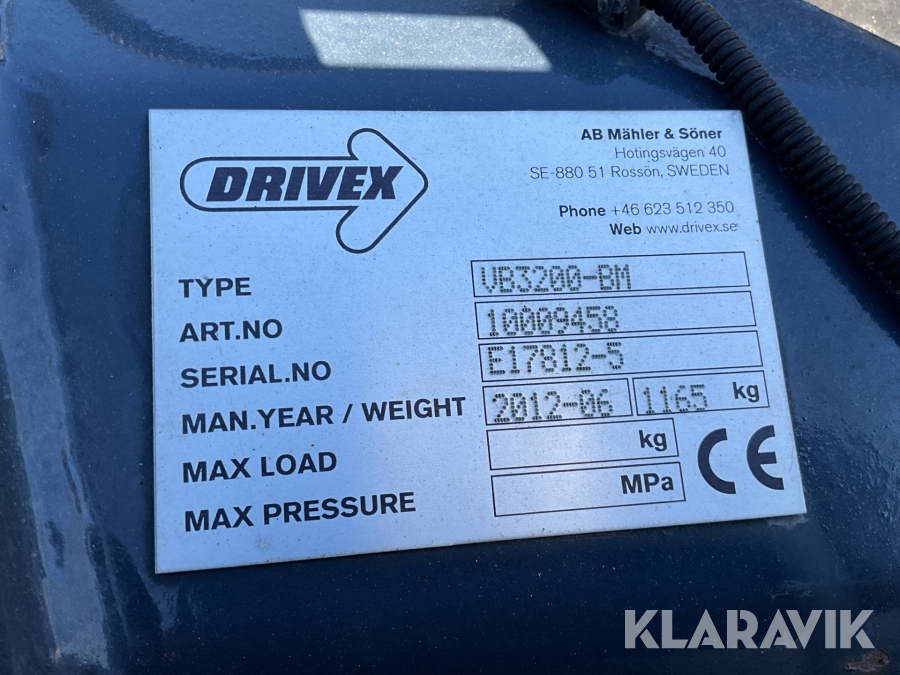 DRIVEX
AB Mähler & Söner
Hotingsvägen 40
SE-880 51 Rossön, SWEDEN
Phone +46 623 512 350
Web www.drivex.se
TYPE VB3200-BM
ART.NO 10009458
SERIAL.NO E17812-5
MAN.YEAR / WEIGHT 2012-06 1165 kg
MAX LOAD kg
MAX PRESSURE MPa
CE
KLARAVIK